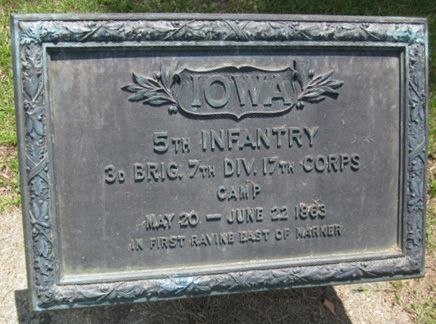 IOWA
5TH INFANTRY
3D BRIG. 7TH DIV. 17TH CORPS
CAMP
MAY 20 — JUNE 22 1863
IN FIRST RAVINE EAST OF MARKER